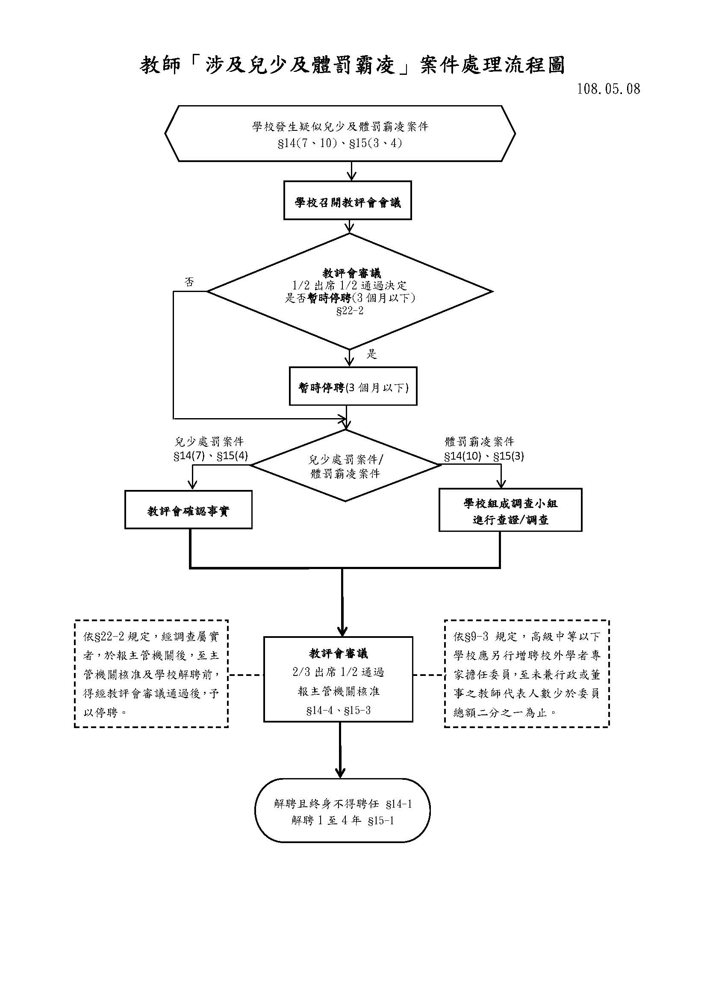 教師「涉及兒少及體罰霸凌」案件處理流程圖
108.05.08
學校發生疑似兒少及體罰霸凌案件
§14(7、10)、§15(3、4)
學校召開教評會會議
教評會審議
1/2 出席 1/2 通過決定
是否暫時停聘(3 個月以下)
§22-2
否
是
暫時停聘(3 個月以下)
兒少處罰案件
§14(7)、§15(4)
兒少處罰案件/
體罰霸凌案件
體罰霸凌案件
§14(10)、§15(3)
教評會確認事實
學校組成調查小組
進行查證/調查
依§22-2 規定，經調查屬實
者，於報主管機關後，至主
管機關核准及學校解聘前，
得經教評會審議通過後，予
以停聘。
教評會審議
2/3 出席 1/2 通過
報主管機關核准
§14-4、§15-3
依§9-3 規定，高級中等以下
學校應另行增聘校外學者專
家擔任委員，至未兼行政或董
事之教師代表人數少於委員
總額二分之一為止。
解聘且終身不得聘任 §14-1
解聘 1 至 4 年 §15-1